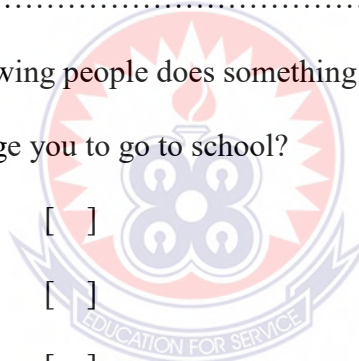 ....................................
wing people does something
ge you to go to school?
[ ]
[ ]
[ ]
EDUCATION FOR SERVICE